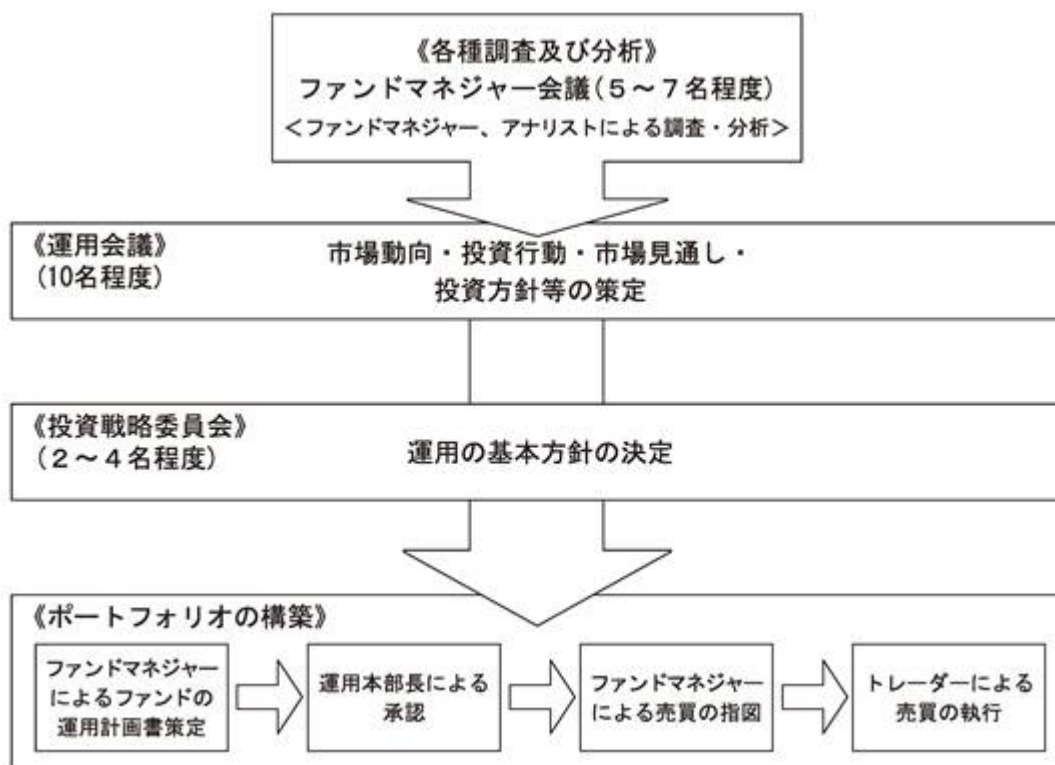 《各種調査及び分析》
ファンドマネジャー会議(5～7名程度)
<ファンドマネジャー、アナリストによる調査・分析>
《運用会議》
(10名程度)
市場動向・投資行動・市場見通し・
投資方針等の策定
《投資戦略委員会》
(2～4名程度)
運用の基本方針の決定
《ポートフォリオの構築》
ファンドマネジャー
によるファンドの
運用計画書策定
運用本部長による
承認
ファンドマネジャー
による売買の指図
トレーダーによる
売買の執行